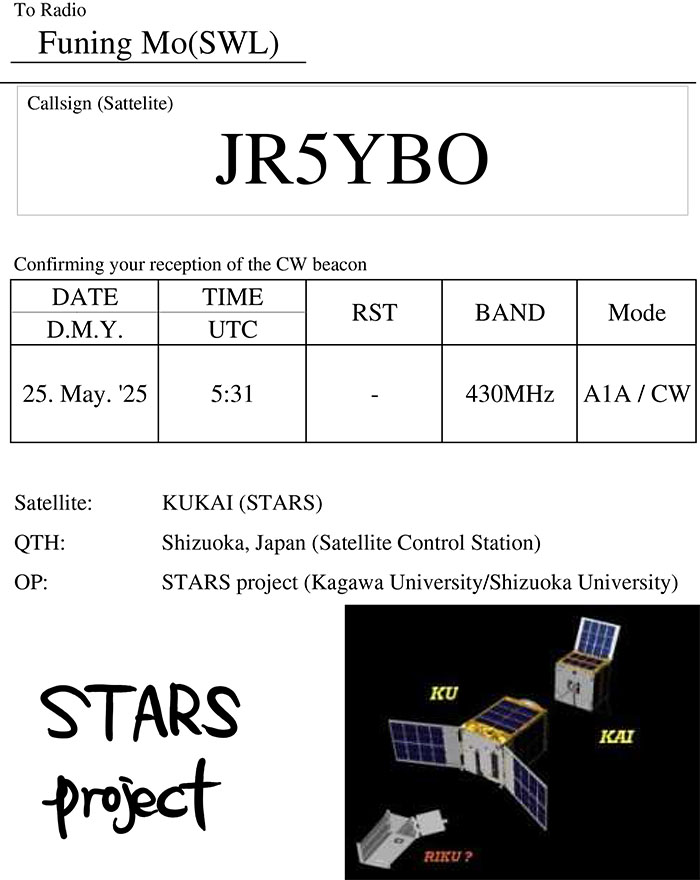 To Radio
Funing Mo(SWL)
Callsign (Sattelite)
JR5YBO
Confirming your reception of the CW beacon
DATE TIME RST BAND Mode
D.M.Y. UTC
25. May. '25 5:31 - 430MHz A1A / CW
Satellite: KUKAI (STARS)
QTH: Shizuoka, Japan (Satellite Control Station)
OP: STARS project (Kagawa University/Shizuoka University)
STARS
project
KU
KAI
RIKU ?